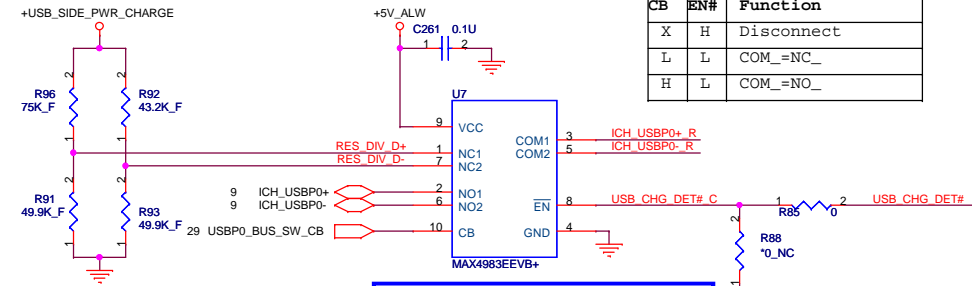 +USB_SIDE_PWR_CHARGE
+5V_ALW
CB EN# Function
X H Disconnect
L L COM_=NC_
H L COM_=NO_
C261 0.1U
1 2
2 2
R96
75K_F
R92
43.2K_F
1 1
U7
9 VCC
RES_DIV_D+ 1 NC1
RES_DIV_D- 7 NC2
COM1 3 ICH_USBP0+_R
COM2 5 ICH_USBP0-_R
2 2
R91
49.9K_F
R93
49.9K_F
1 1
9 ICH_USBP0+ 2 NO1
9 ICH_USBP0- 6 NO2
29 USBP0_BUS_SW_CB 10 CB
EN 8 USB_CHG_DET#_C
GND 4
MAX4983EEVB+
1 R85 0 2 USB_CHG_DET#
2
R88
*0_NC
1